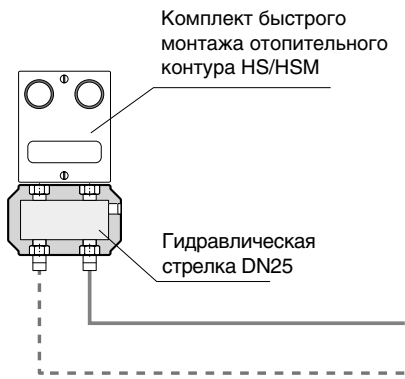 Комплект быстрого
монтажа отопительного
контура HS/HSM
Гидравлическая
стрелка DN25